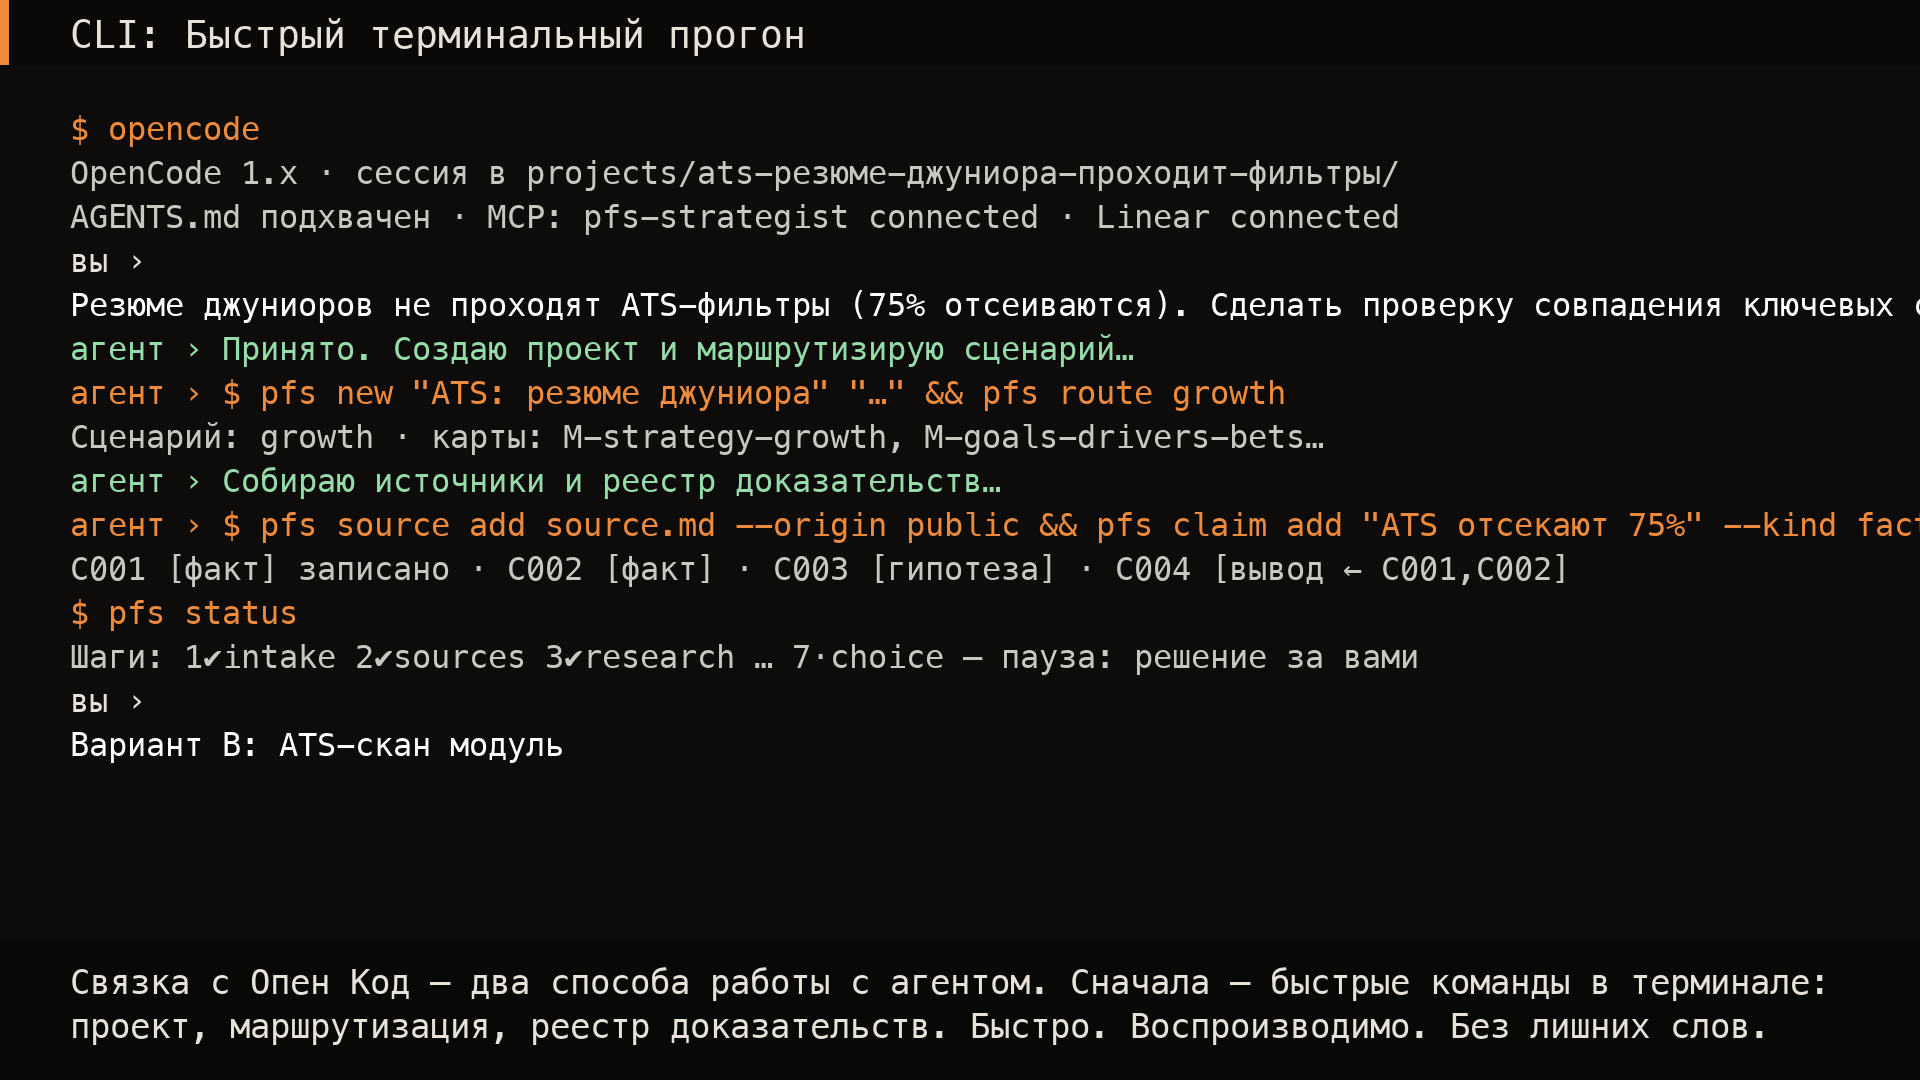 CLI: Быстрый терминальный прогон
$ opencode
OpenCode 1.x · сессия в projects/ats-резюме-джуниора-проходит-фильтры/
AGENTS.md подхвачен · MCP: pfs-strategist connected · Linear connected
вы ›
Резюме джуниоров не проходят ATS-фильтры (75% отсеиваются). Сделать проверку совпадения ключевых
агент › Принято. Создаю проект и маршрутизирую сценарий…
агент › $ pfs new "ATS: резюме джуниора" "…" && pfs route growth
Сценарий: growth · карты: M-strategy-growth, M-goals-drivers-bets…
агент › Собираю источники и реестр доказательств…
агент › $ pfs source add source.md --origin public && pfs claim add "ATS отсекают 75%" --kind fact
C001 [факт] записано · C002 [факт] · C003 [гипотеза] · C004 [вывод ← C001,C002]
$ pfs status
Шаги: 1✔intake 2✔sources 3✔research … 7·choice — пауза: решение за вами
вы ›
Вариант B: ATS-скан модуль
Связка с Опен Код — два способа работы с агентом. Сначала — быстрые команды в терминале:
проект, маршрутизация, реестр доказательств. Быстро. Воспроизводимо. Без лишних слов.